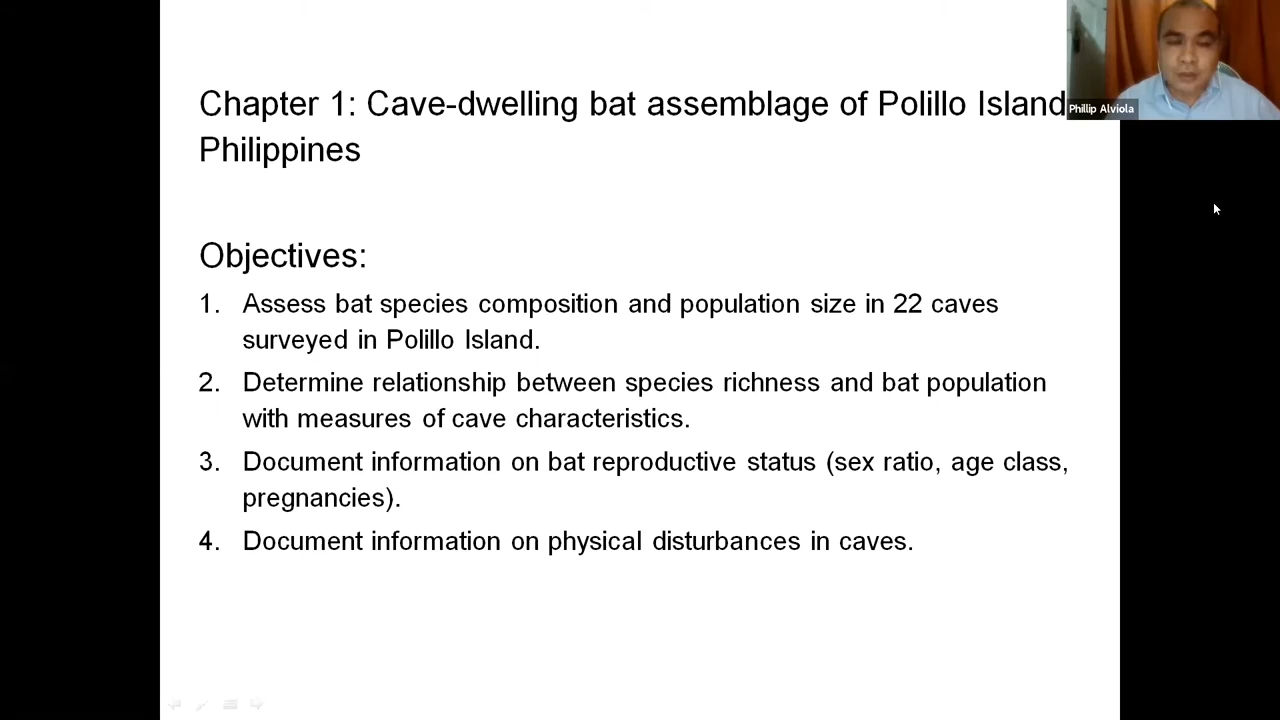 Chapter 1: Cave-dwelling bat assemblage of Polillo Island
Philippines
Phillip Alviola
Objectives:
1. Assess bat species composition and population size in 22 caves
surveyed in Polillo Island.
2. Determine relationship between species richness and bat population
with measures of cave characteristics.
3. Document information on bat reproductive status (sex ratio, age class,
pregnancies).
4. Document information on physical disturbances in caves.